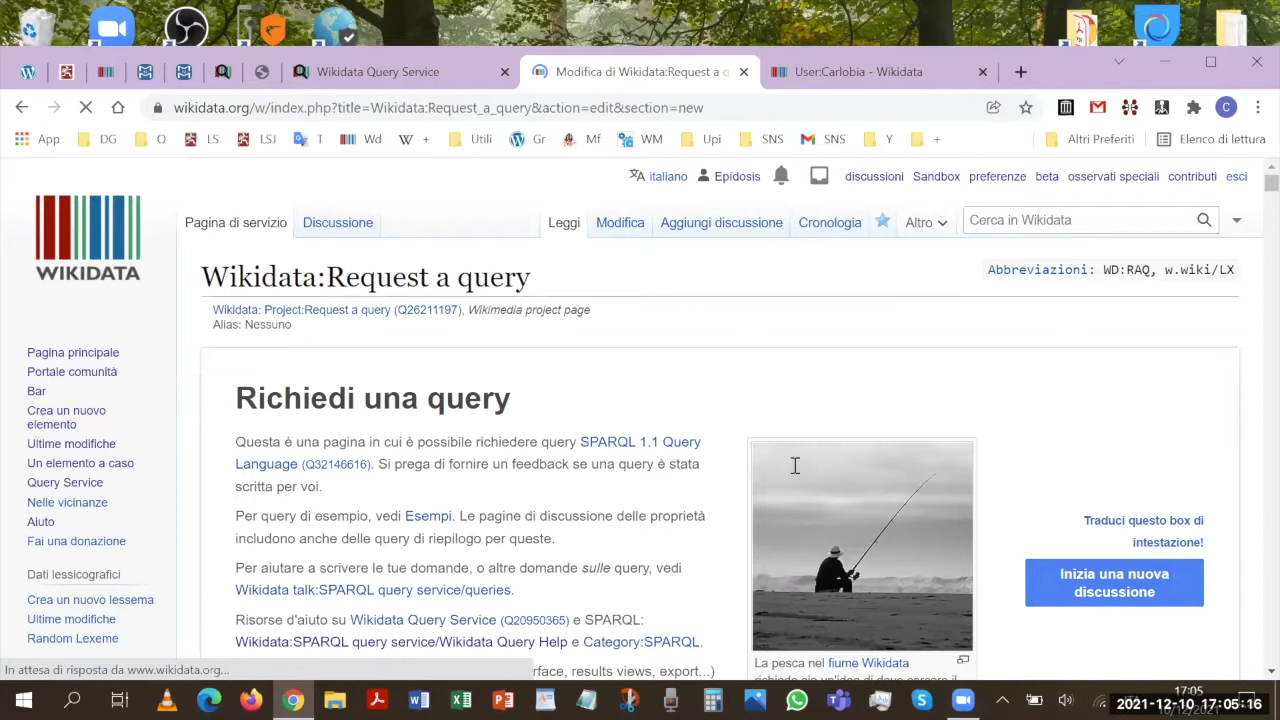 Wikidata Query Service
Modifica di Wikidata:Request a q
User:Carlobia - Wikidata
wikidata.org/w/index.php?title=Wikidata:Request_a_query&action=edit&section=new
C
App
DG
O
LS
LSJ
T
Wd
+
Utili
Gr
Mf
WM
Upi
SNS
SNS
Y
+
Altri Preferiti
Elenco di lettura
italiano
Epidosis
discussioni
Sandbox
preferenze
beta
osservati speciali
contributi
esci
WIKIDATA
Pagina di servizio
Discussione
Leggi
Modifica
Aggiungi discussione
Cronologia
Altro
Cerca in Wikidata
Wikidata:Request a query
Abbreviazioni: WD:RAQ, w.wiki/LX
Wikidata: Project:Request a query (Q26211197), Wikimedia project page
Alias: Nessuno
Pagina principale
Portale comunità
Bar
Crea un nuovo
elemento
Ultime modifiche
Un elemento a caso
Query Service
Nelle vicinanze
Aiuto
Fai una donazione
Dati lessicografici
Crea un nuovo lessema
Ultime modifiche
Random Lexeme
Richiedi una query
Questa è una pagina in cui è possibile richiedere query SPARQL 1.1 Query
Language (Q32146616). Si prega di fornire un feedback se una query è stata
scritta per voi.
Per query di esempio, vedi Esempi. Le pagine di discussione delle proprietà
includono anche delle query di riepilogo per queste.
Per aiutare a scrivere le tue domande, o altre domande sulle query, vedi
Wikidata talk:SPARQL query service/queries.
Risorse d'aiuto su Wikidata Query Service (Q20950365) e SPARQL:
Wikidata:SPARQL query service/Wikidata Query Help e Category:SPARQL.
rface, results views, export...)
La pesca nel fiume Wikidata
Traduci questo box di
intestazione!
Inizia una nuova
discussione
In attesa di risposta da www.wikidata.org...
17:05
2021-12-10 17:05:16